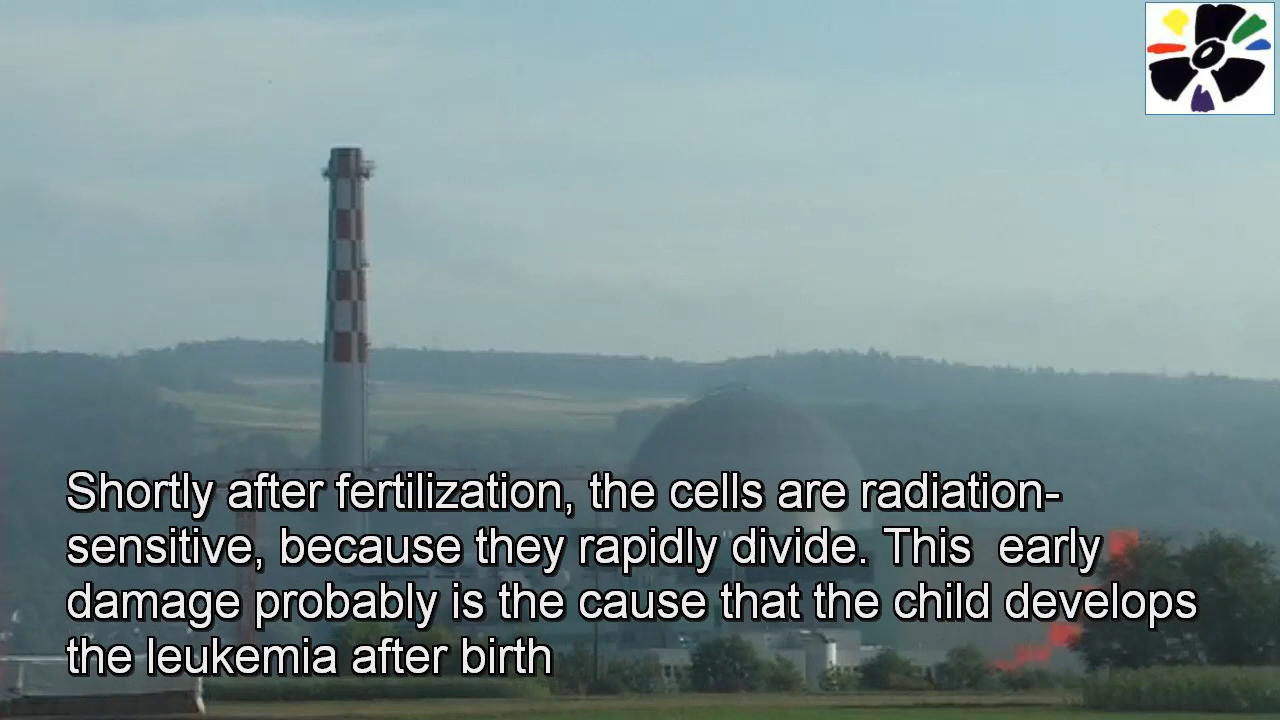 Shortly after fertilization, the cells are radiation-
sensitive, because they rapidly divide. This  early
damage probably is the cause that the child develops
the leukemia after birth